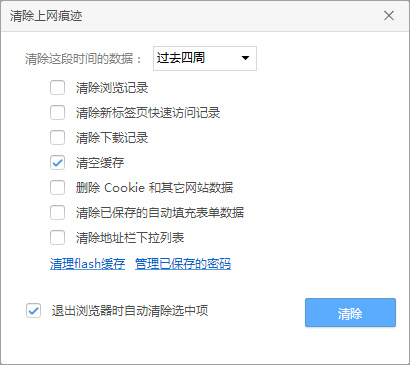 清除上网痕迹
清除这段时间的数据： 过去四周
清除浏览记录
清除新标签页快速访问记录
清除下载记录
清空缓存
删除 Cookie 和其它网站数据
清除已保存的自动填充表单数据
清除地址栏下拉列表
清理flash缓存 管理已保存的密码
退出浏览器时自动清除选中项 清除